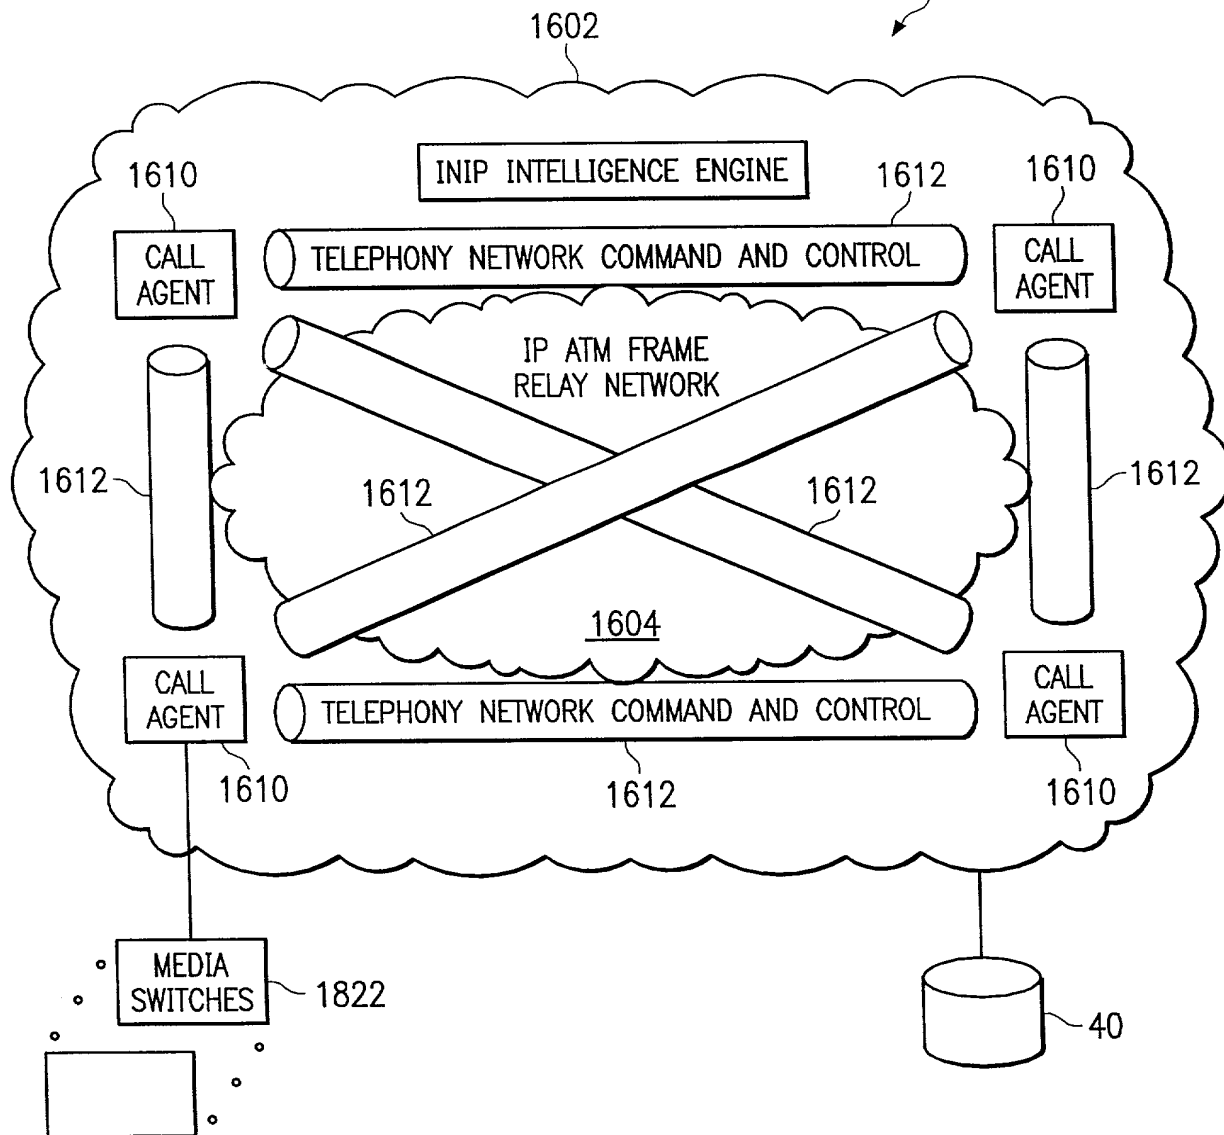 1602
INIP INTELLIGENCE ENGINE
1610
1612
1610
CALL
AGENT
TELEPHONY NETWORK COMMAND AND CONTROL
CALL
AGENT
IP ATM FRAME
RELAY NETWORK
1612
1612
1612
1612
1604
CALL
AGENT
TELEPHONY NETWORK COMMAND AND CONTROL
CALL
AGENT
1610
1612
1610
MEDIA
SWITCHES
1822
40